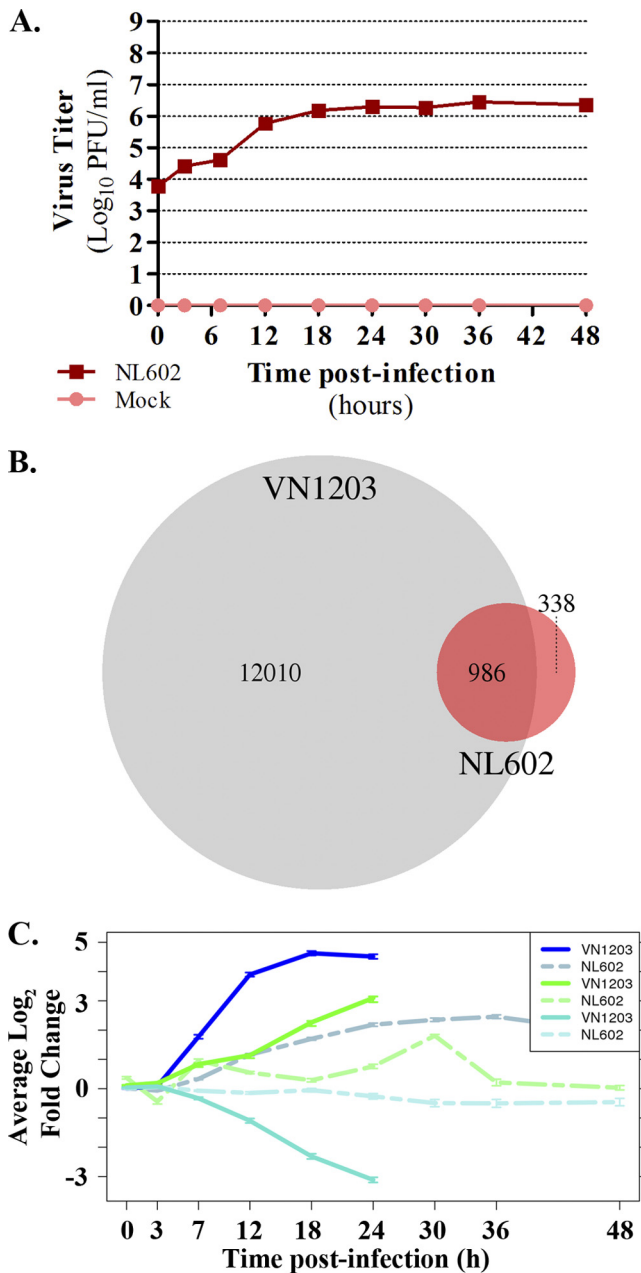 A.
9
8
7
6
5
4
3
2
1
0
Virus Titer
(Log10 PFU/ml)
0 6 12 18 24 30 36 42 48
Time post-infection
(hours)
NL602
Mock
B.
VN1203
338
12010
986
NL602
C.
5
3
0
-3
Average Log2
Fold Change
VN1203
NL602
VN1203
NL602
VN1203
NL602
0 3 7 12 18 24 30 36 48
Time post-infection (h)